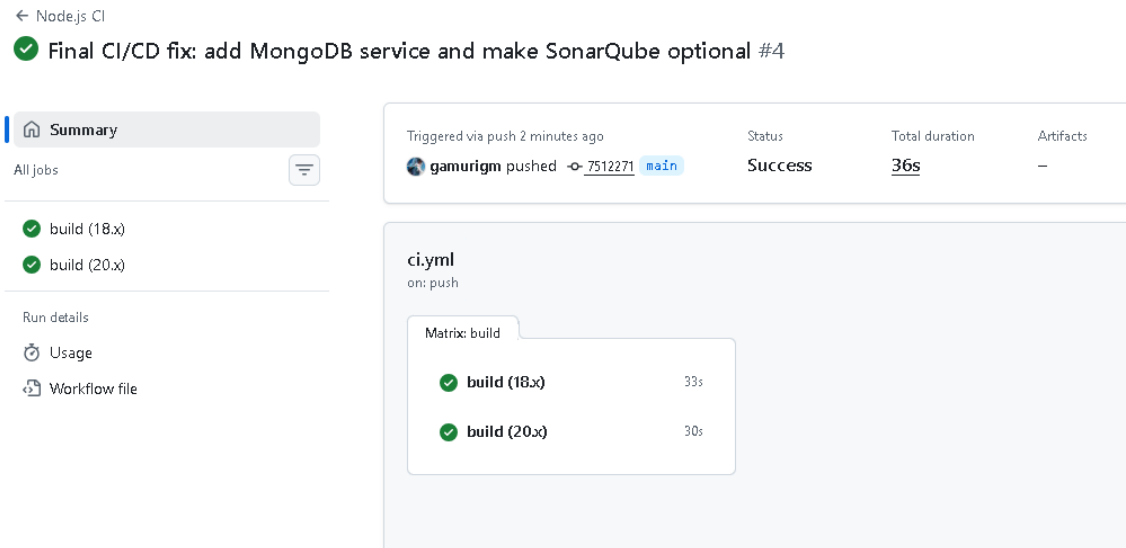 ← Node.js CI
Final CI/CD fix: add MongoDB service and make SonarQube optional #4
Summary
All jobs
build (18.x)
build (20.x)
Run details
Usage
Workflow file
Triggered via push 2 minutes ago
gamurigm pushed 7512271 main
Status
Success
Total duration
36s
Artifacts
–
ci.yml
on: push
Matrix: build
build (18.x) 33s
build (20.x) 30s